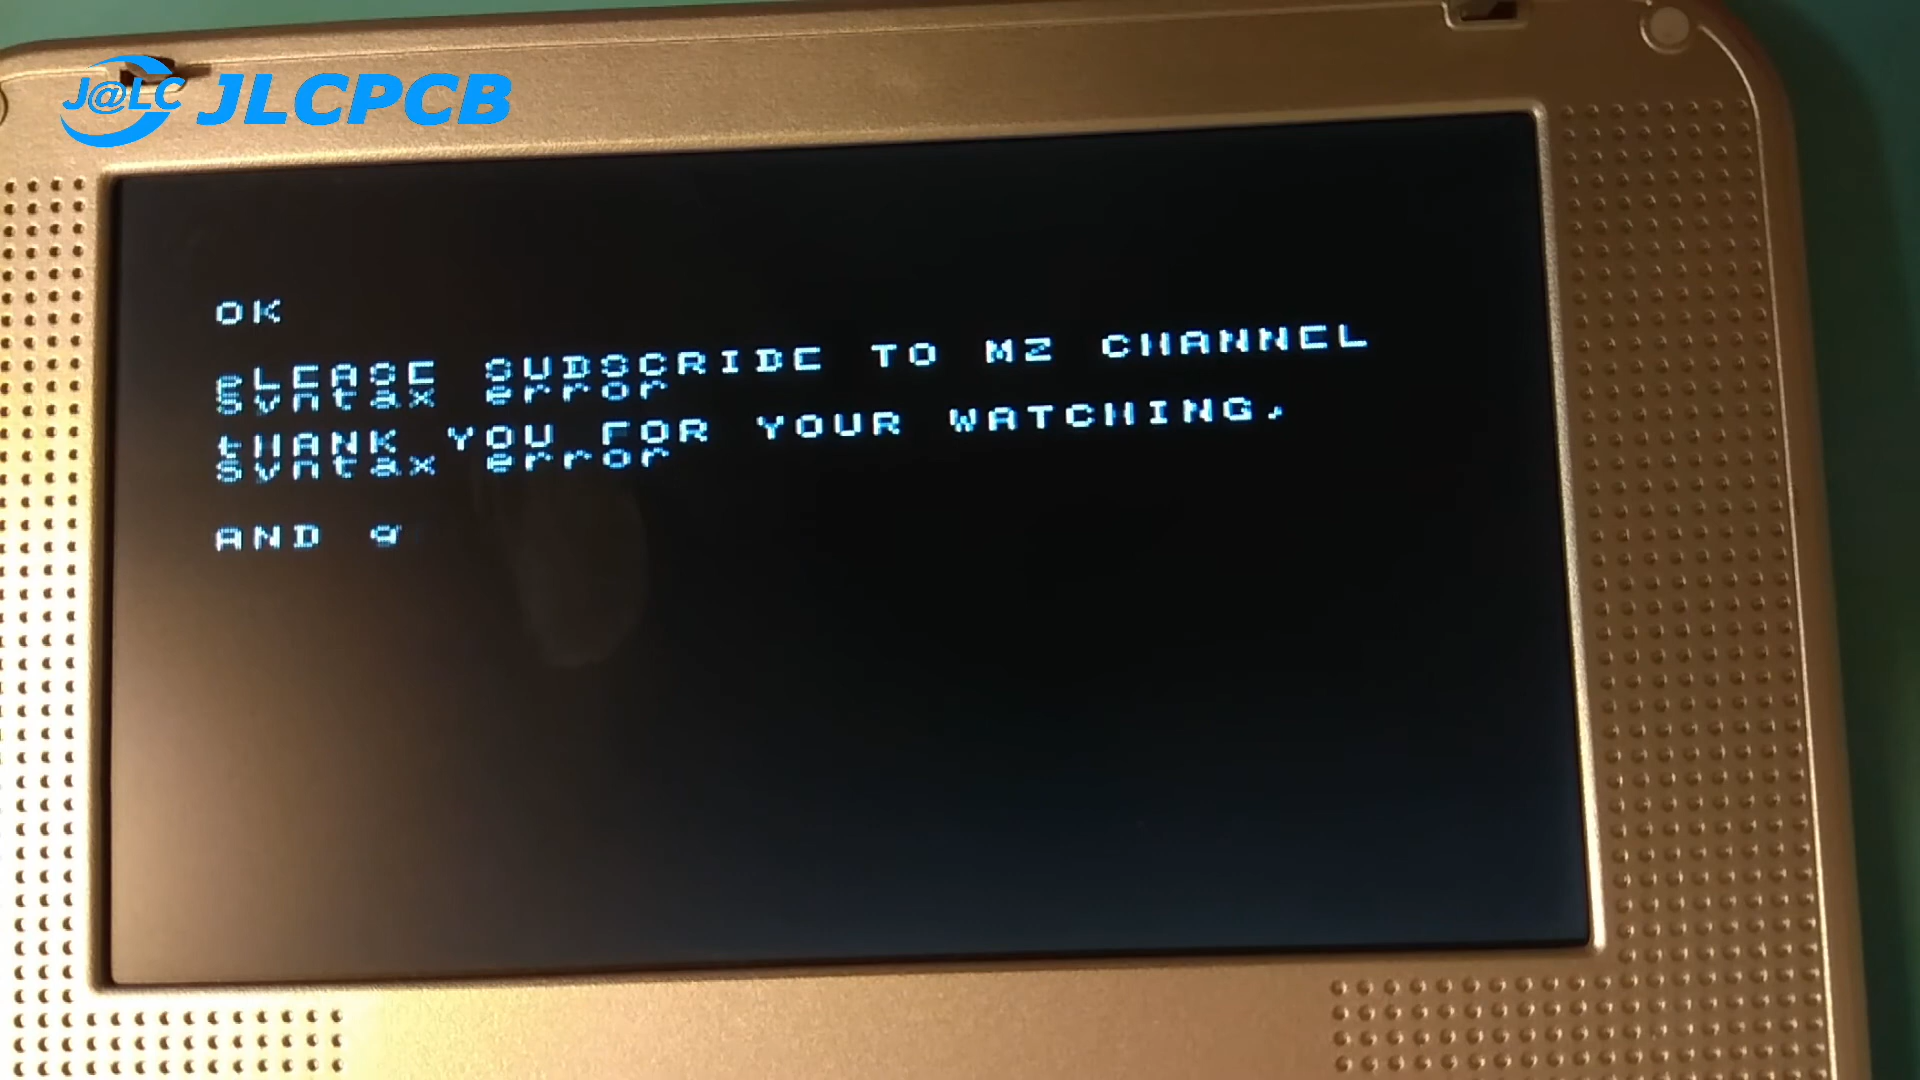 J@LC JLCPCB
OK
pLEASE SUBSCRIBE TO MZ CHANNEL
syntax error
tHANK YOU FOR YOUR WATCHING.
syntax error
AND g